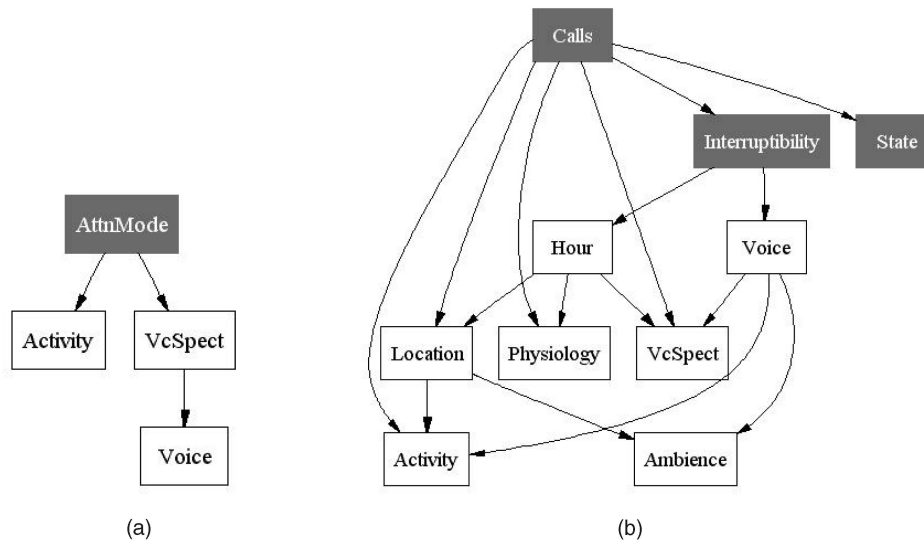 AttnMode
Activity
VcSpect
Voice
(a)
Calls
Interruptibility
State
Hour
Voice
Location
Physiology
VcSpect
Activity
Ambience
(b)